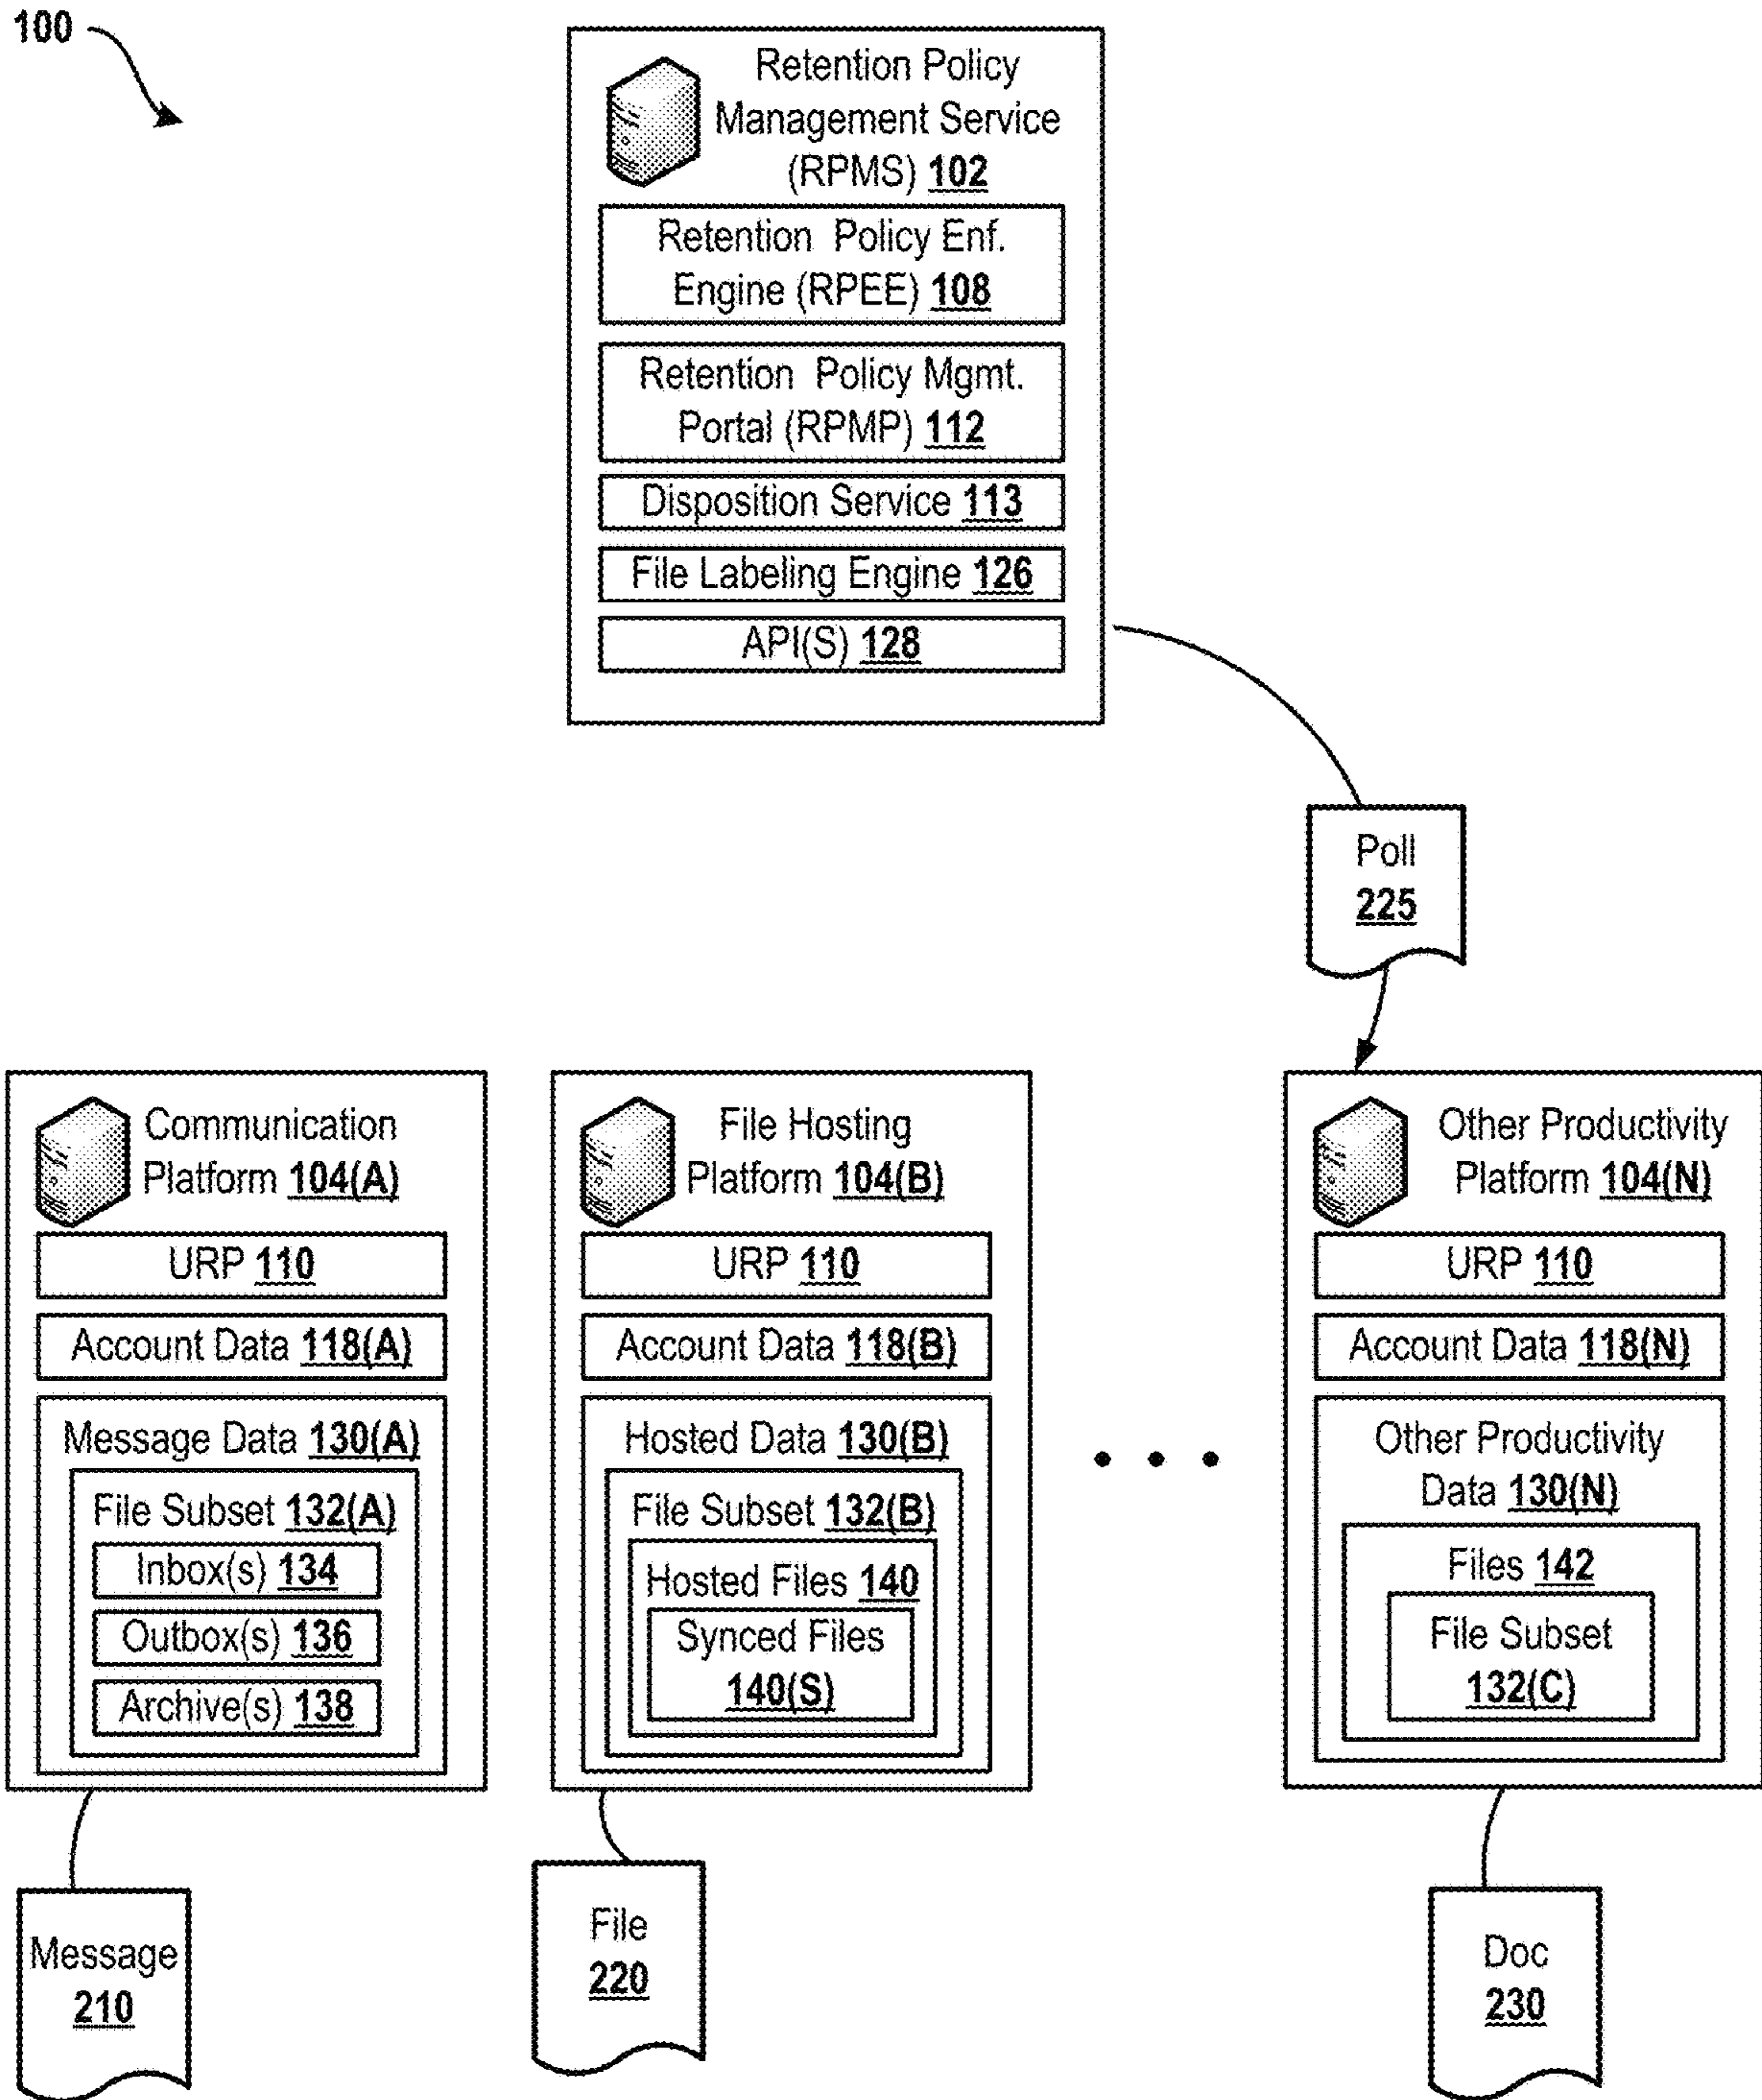 100
Retention Policy
Management Service
(RPMS) 102
Retention Policy Enf.
Engine (RPEE) 108
Retention Policy Mgmt.
Portal (RPMP) 112
Disposition Service 113
File Labeling Engine 126
API(S) 128
Poll
225
Communication
Platform 104(A)
URP 110
Account Data 118(A)
Message Data 130(A)
File Subset 132(A)
Inbox(s) 134
Outbox(s) 136
Archive(s) 138
File Hosting
Platform 104(B)
URP 110
Account Data 118(B)
Hosted Data 130(B)
File Subset 132(B)
Hosted Files 140
Synced Files
140(S)
Other Productivity
Platform 104(N)
URP 110
Account Data 118(N)
Other Productivity
Data 130(N)
Files 142
File Subset
132(C)
Message
210
File
220
Doc
230